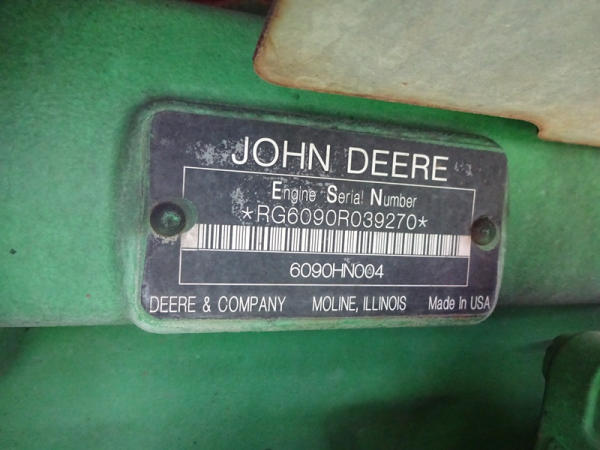 JOHN DEERE
Engine Serial Number
*RG6090R039270*
6090HN004
DEERE & COMPANY MOLINE, ILLINOIS Made In USA